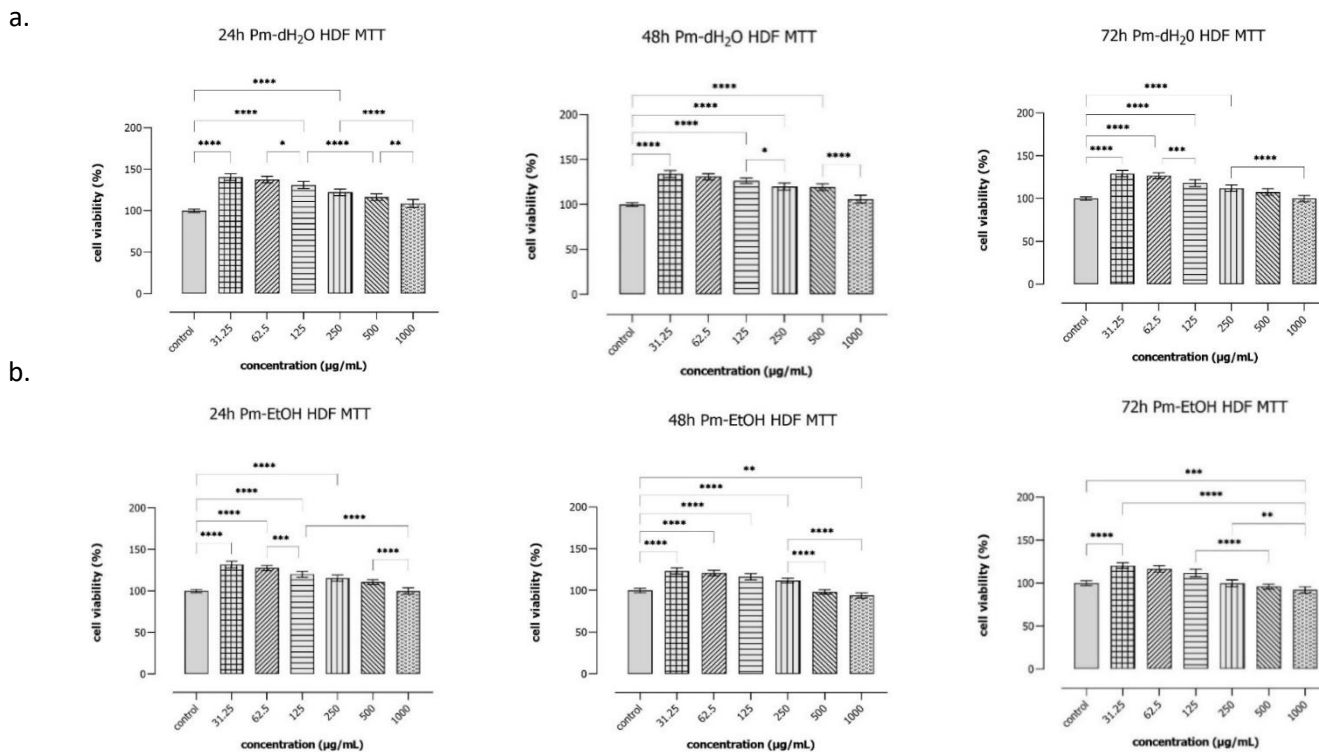 a.
24h Pm-dH₂O HDF MTT
****
**** ****
**** * **** **
200
150
100
50
0
cell viability (%)
control 31.25 62.5 125 250 500 1000
concentration (µg/mL)
48h Pm-dH₂O HDF MTT
****
****
****
**** * ****
200
150
100
50
0
cell viability (%)
control 31.25 62.5 125 250 500 1000
concentration (µg/mL)
72h Pm-dH₂0 HDF MTT
****
****
****
**** *** ****
200
150
100
50
0
cell viability (%)
control 31.25 62.5 125 250 500 1000
concentration (µg/mL)
b.
24h Pm-EtOH HDF MTT
****
****
**** ****
**** *** ****
200
150
100
50
0
cell viability (%)
control 31.25 62.5 125 250 500 1000
concentration (µg/mL)
48h Pm-EtOH HDF MTT
**
****
****
**** ****
**** ****
200
150
100
50
0
cell viability (%)
control 31.25 62.5 125 250 500 1000
concentration (µg/mL)
72h Pm-EtOH HDF MTT
***
****
**
**** ****
200
150
100
50
0
cell viability (%)
control 31.25 62.5 125 250 500 1000
concentration (µg/mL)